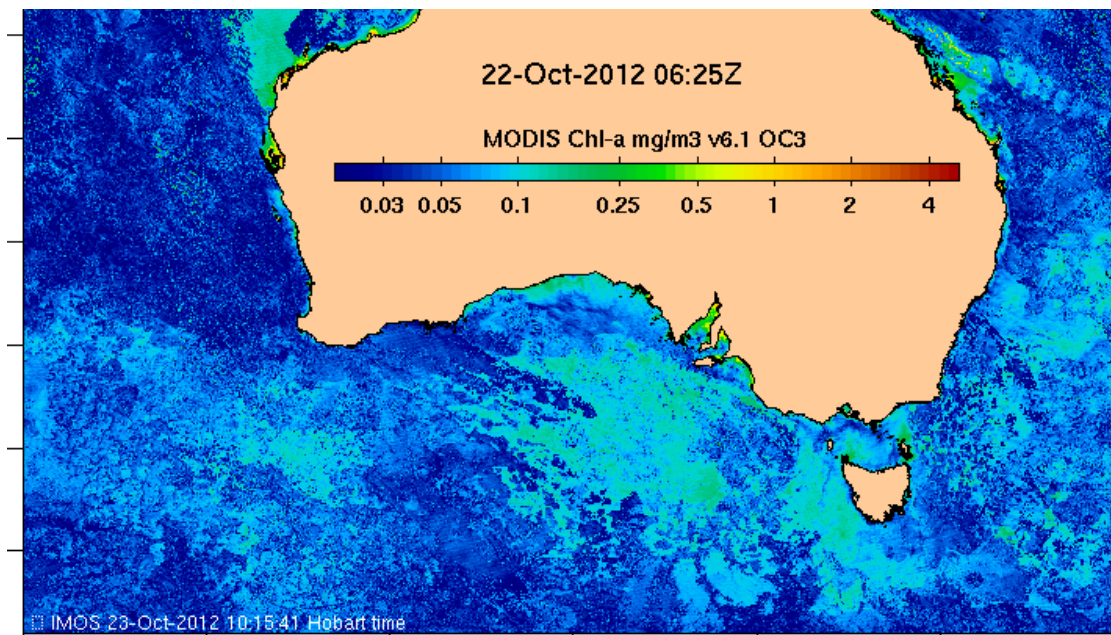 22-Oct-2012 06:25Z
MODIS Chl-a mg/m3 v6.1 OC3
0.03 0.05 0.1 0.25 0.5 1 2 4
IMOS 23-Oct-2012 10:15:41 Hobart time